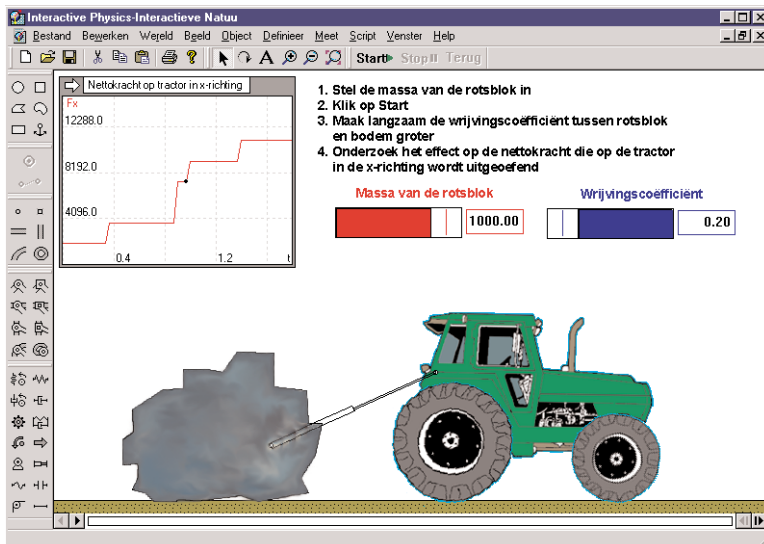 Interactive Physics-Interactieve Natuu
Bestand Bewerken Wereld Beeld Object Definieer Meet Script Venster Help
A Start Stop Terug
Nettokracht op tractor in x-richting
Fx
12288.0
8192.0
4096.0
0.4 1.2 t
1. Stel de massa van de rotsblok in
2. Klik op Start
3. Maak langzaam de wrijvingscoëfficiënt tussen rotsblok
en bodem groter
4. Onderzoek het effect op de nettokracht die op de tractor
in de x-richting wordt uitgeoefend
Massa van de rotsblok Wrijvingscoëfficiënt
1000.00 0.20